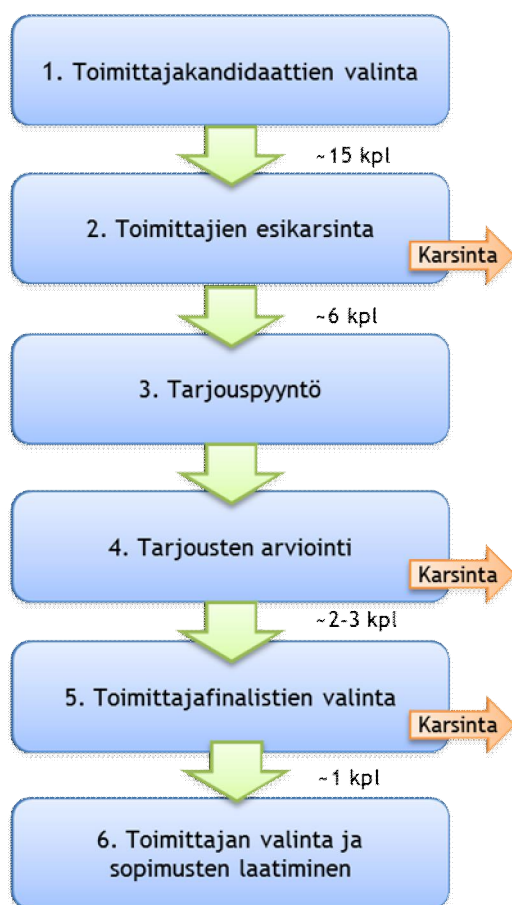 1. Toimittajakandidaattien valinta
~15 kpl
2. Toimittajien esikarsinta
Karsinta
~6 kpl
3. Tarjouspyyntö
4. Tarjousten arviointi
Karsinta
~2-3 kpl
5. Toimittajafinalistien valinta
Karsinta
~1 kpl
6. Toimittajan valinta ja
sopimusten laatiminen